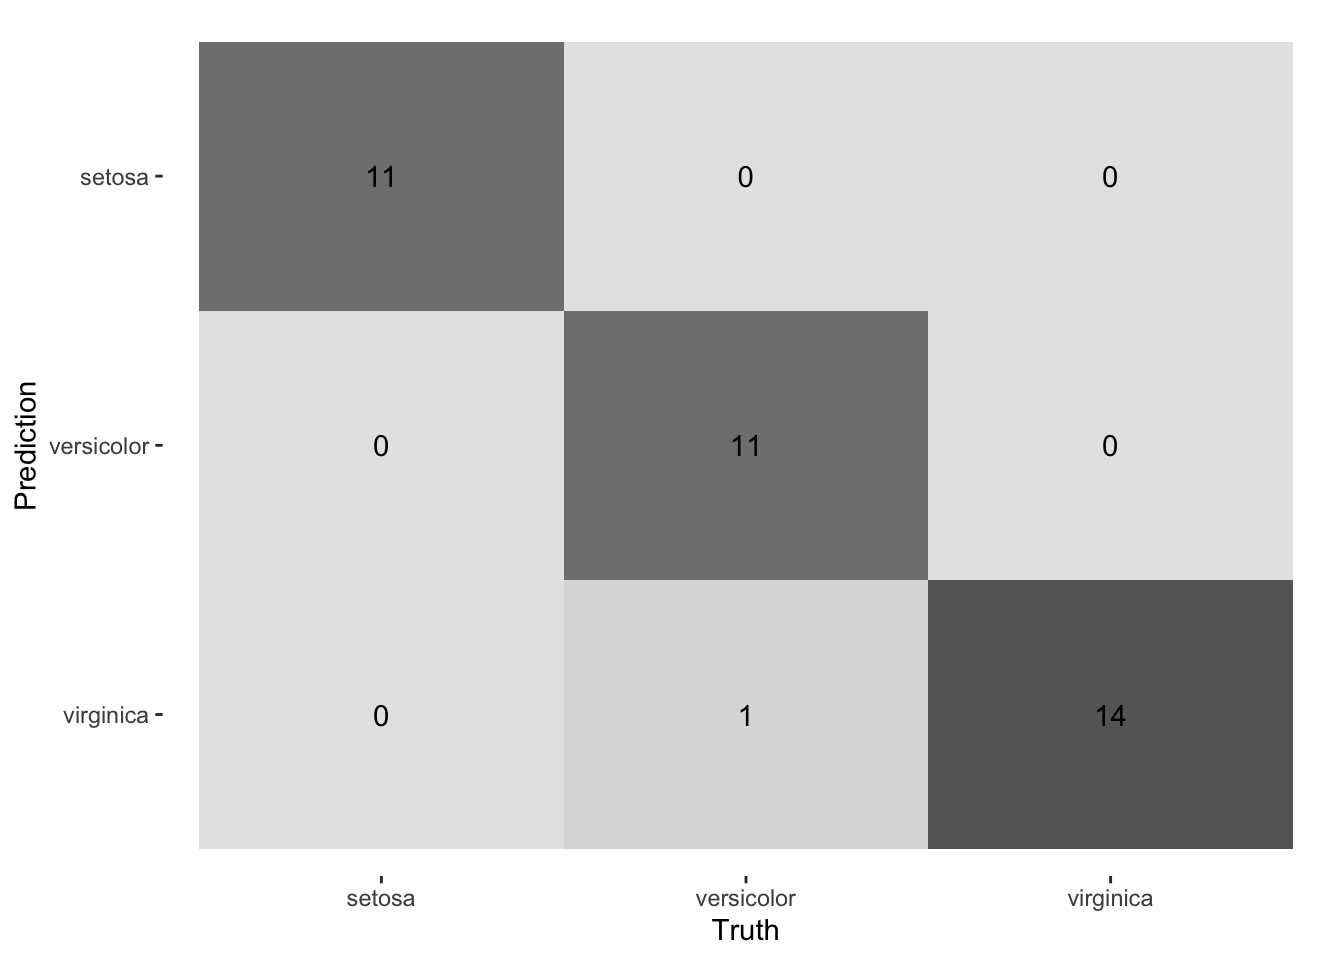 setosa - 11 0 0
Prediction
versicolor - 0 11 0
virginica - 0 1 14
setosa versicolor virginica
Truth